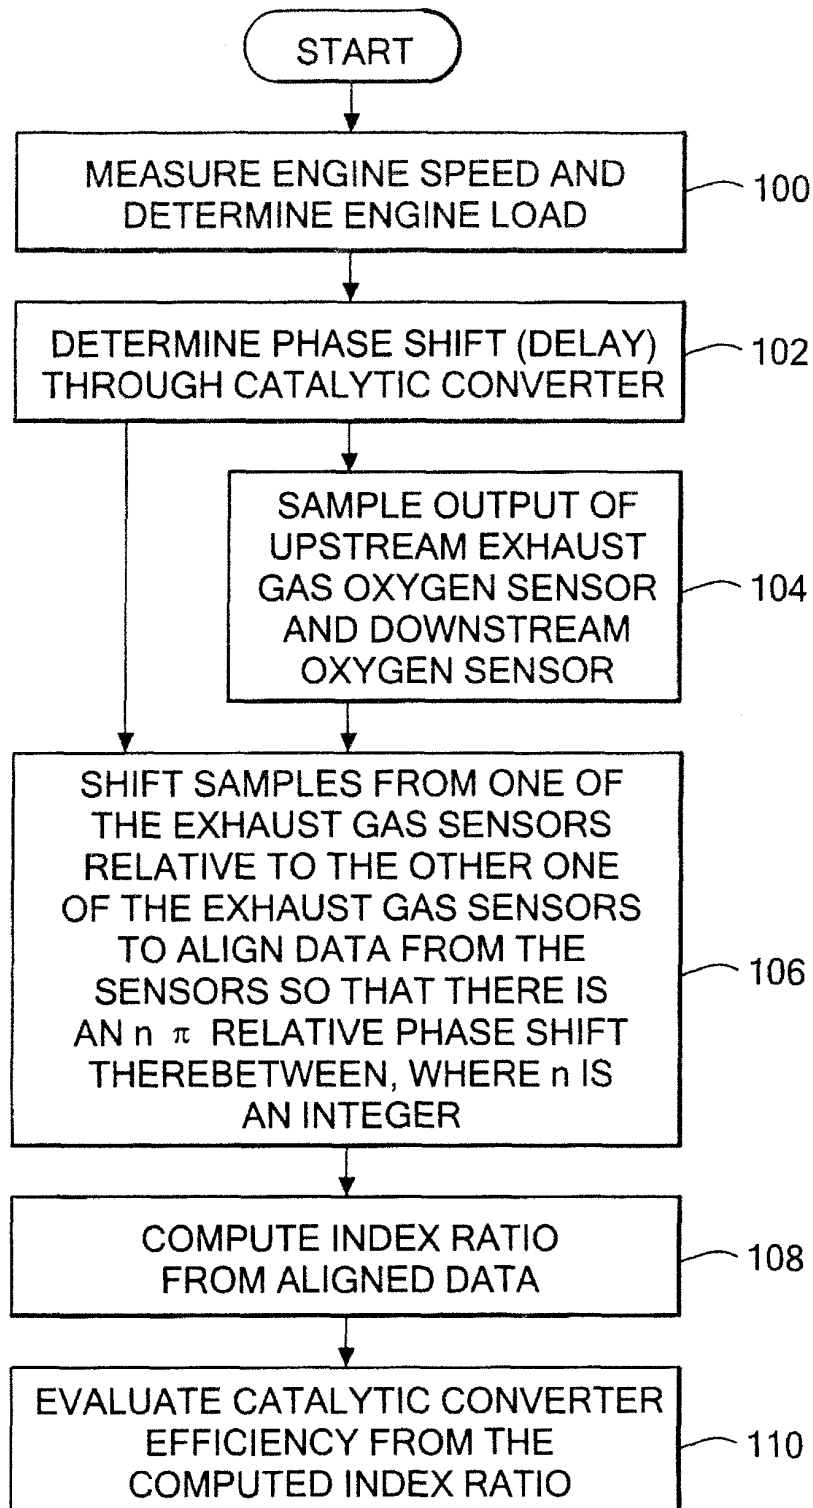 START
MEASURE ENGINE SPEED AND
DETERMINE ENGINE LOAD
100
DETERMINE PHASE SHIFT (DELAY)
THROUGH CATALYTIC CONVERTER
102
SAMPLE OUTPUT OF
UPSTREAM EXHAUST
GAS OXYGEN SENSOR
AND DOWNSTREAM
OXYGEN SENSOR
104
SHIFT SAMPLES FROM ONE OF
THE EXHAUST GAS SENSORS
RELATIVE TO THE OTHER ONE
OF THE EXHAUST GAS SENSORS
TO ALIGN DATA FROM THE
SENSORS SO THAT THERE IS
AN n π RELATIVE PHASE SHIFT
THEREBETWEEN, WHERE n IS
AN INTEGER
106
COMPUTE INDEX RATIO
FROM ALIGNED DATA
108
EVALUATE CATALYTIC CONVERTER
EFFICIENCY FROM THE
COMPUTED INDEX RATIO
110